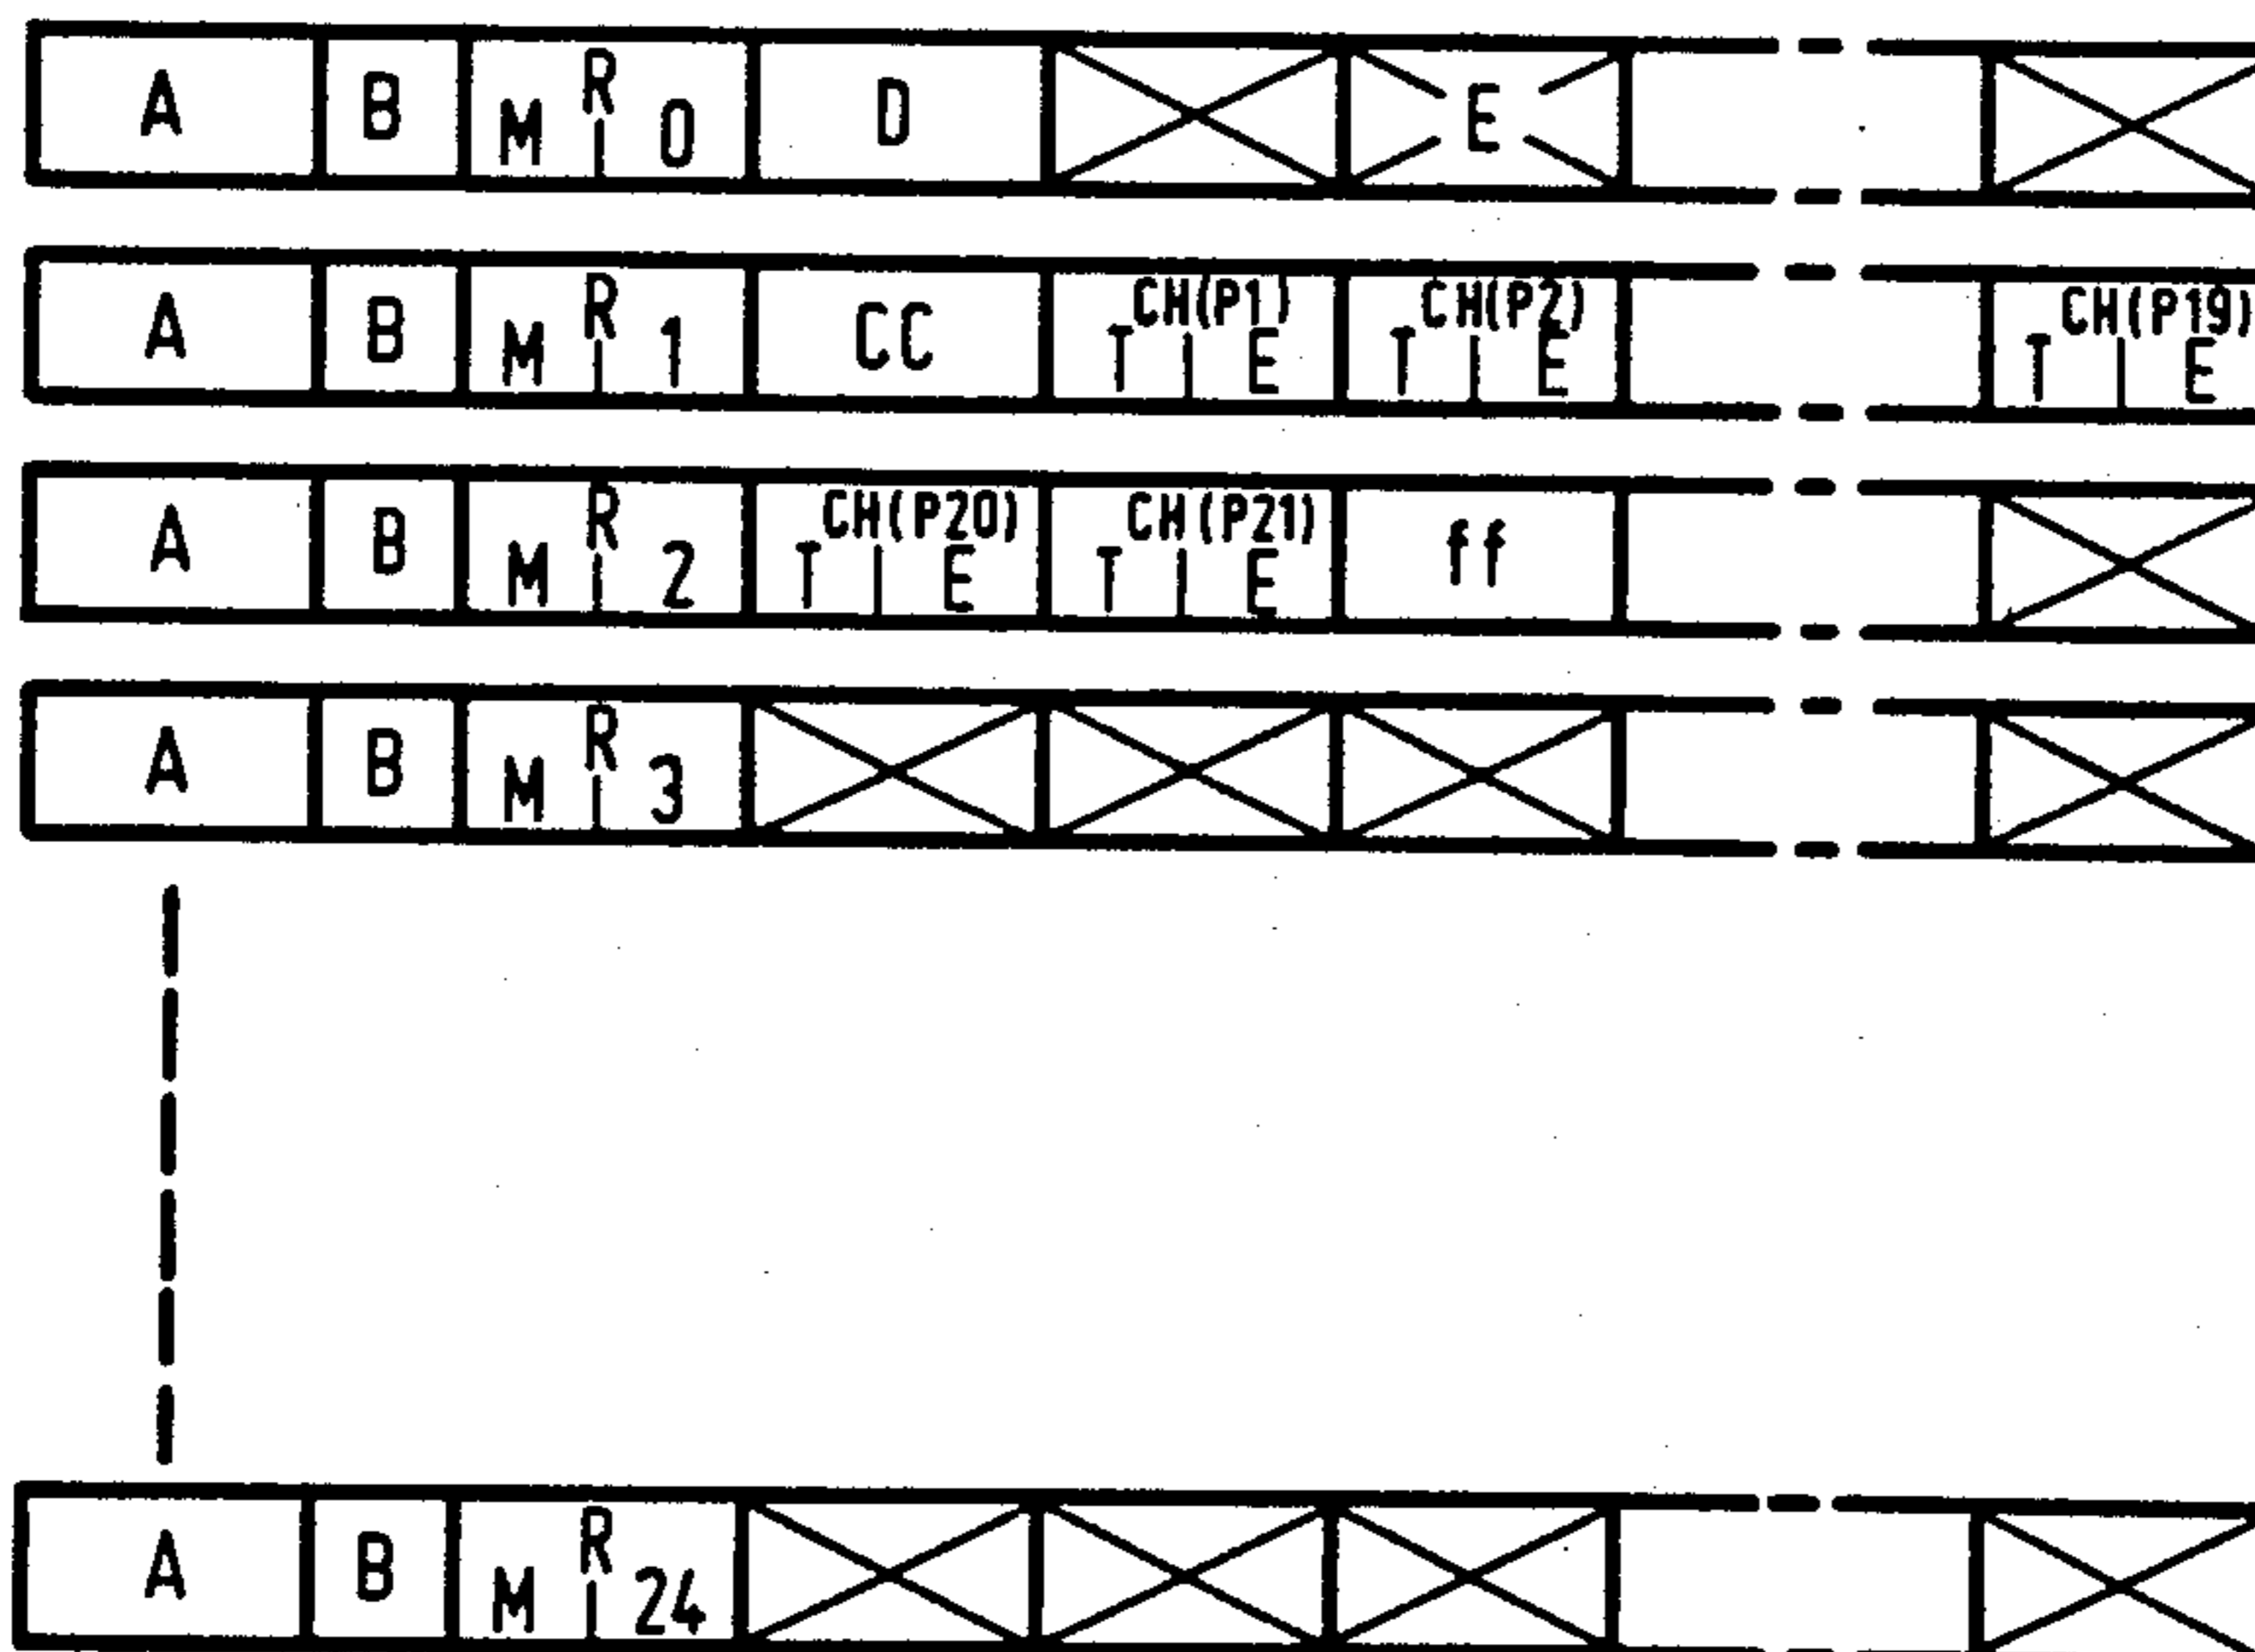 A B M R 0 D E
A B M R 1 CC CH(P1) T E CH(P2) T E CH(P19) T E
A B M R 2 CH(P20) T E CH(P21) T E ff
A B M R 3
A B M R 24